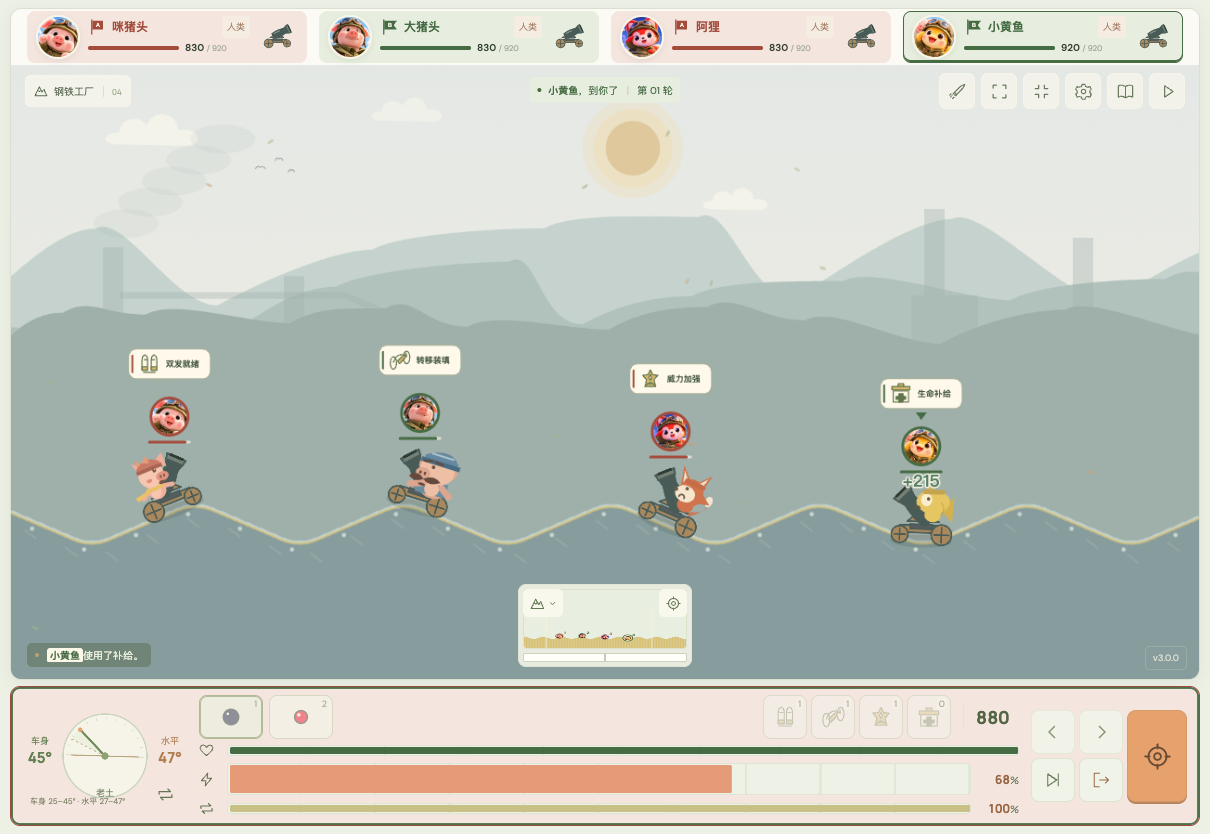 咪猪头 人类 830 / 920
大猪头 人类 830 / 920
阿狸 人类 830 / 920
小黄鱼 人类 920 / 920
钢铁工厂 04
小黄鱼，到你了 第 01 轮
双发就绪
转移装填
威力加强
生命补给
+215
小黄鱼使用了补给。
v3.0.0
车身 45°
水平 47°
老土
车身 25–45° · 水平 27–47°
1 2
1 1 1 0
880
68%
100%